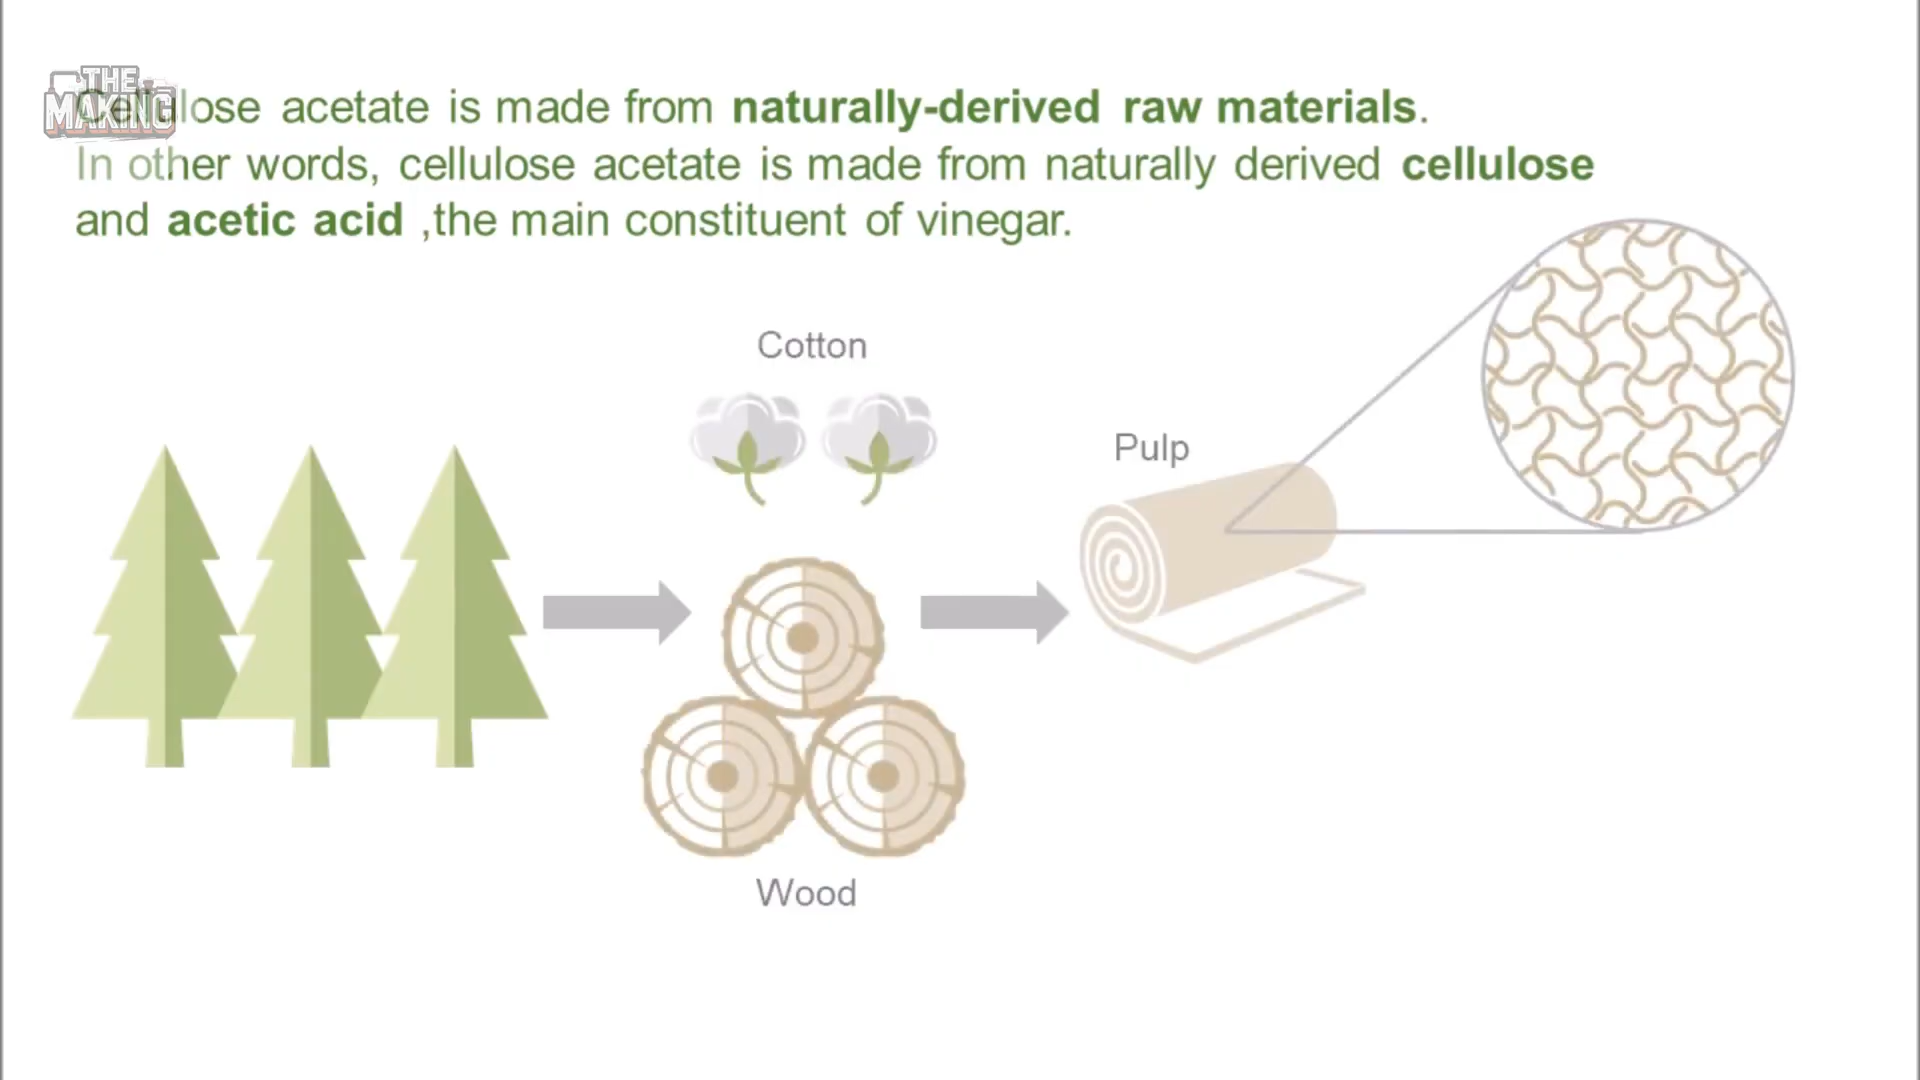 THE
MAKING
Cellulose acetate is made from naturally-derived raw materials.
In other words, cellulose acetate is made from naturally derived cellulose
and acetic acid ,the main constituent of vinegar.
Cotton
Pulp
Wood